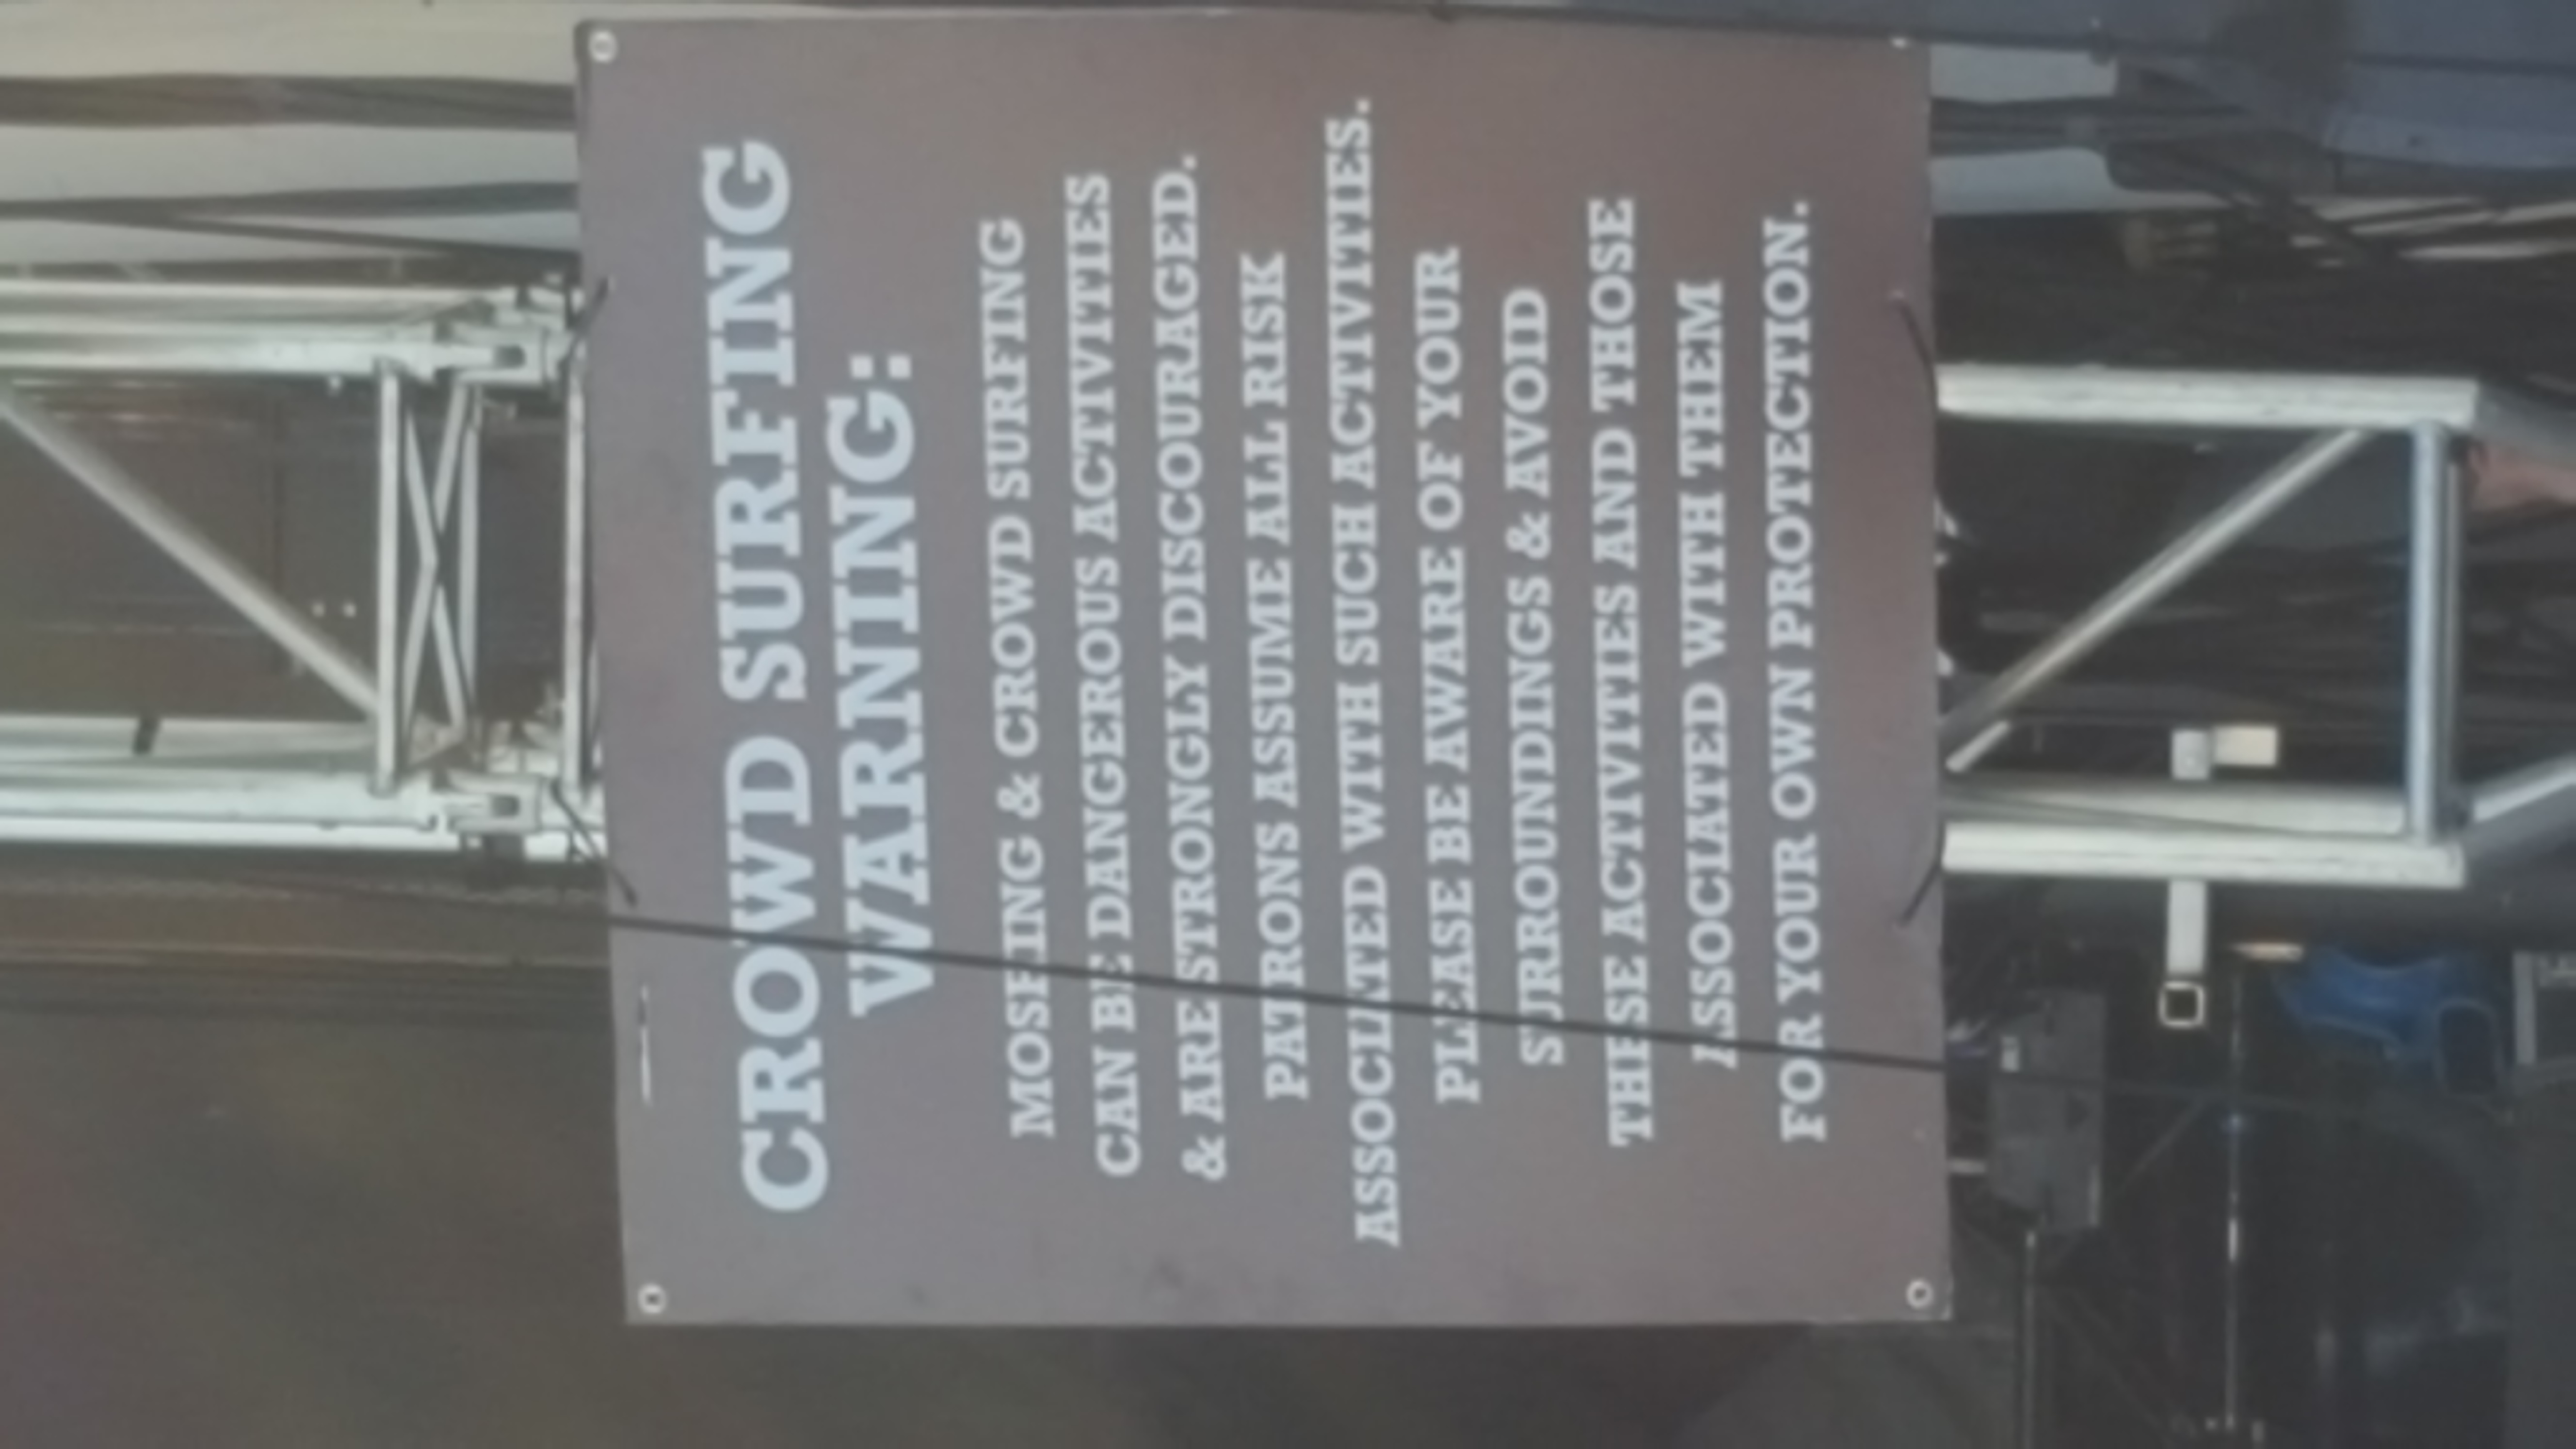 CROWD SURFING
WARNING:
MOSHING & CROWD SURFING
CAN BE DANGEROUS ACTIVITIES
& ARE STRONGLY DISCOURAGED.
PATRONS ASSUME ALL RISK
ASSOCIATED WITH SUCH ACTIVITIES.
PLEASE BE AWARE OF YOUR
SURROUNDINGS & AVOID
THESE ACTIVITIES AND THOSE
ASSOCIATED WITH THEM
FOR YOUR OWN PROTECTION.